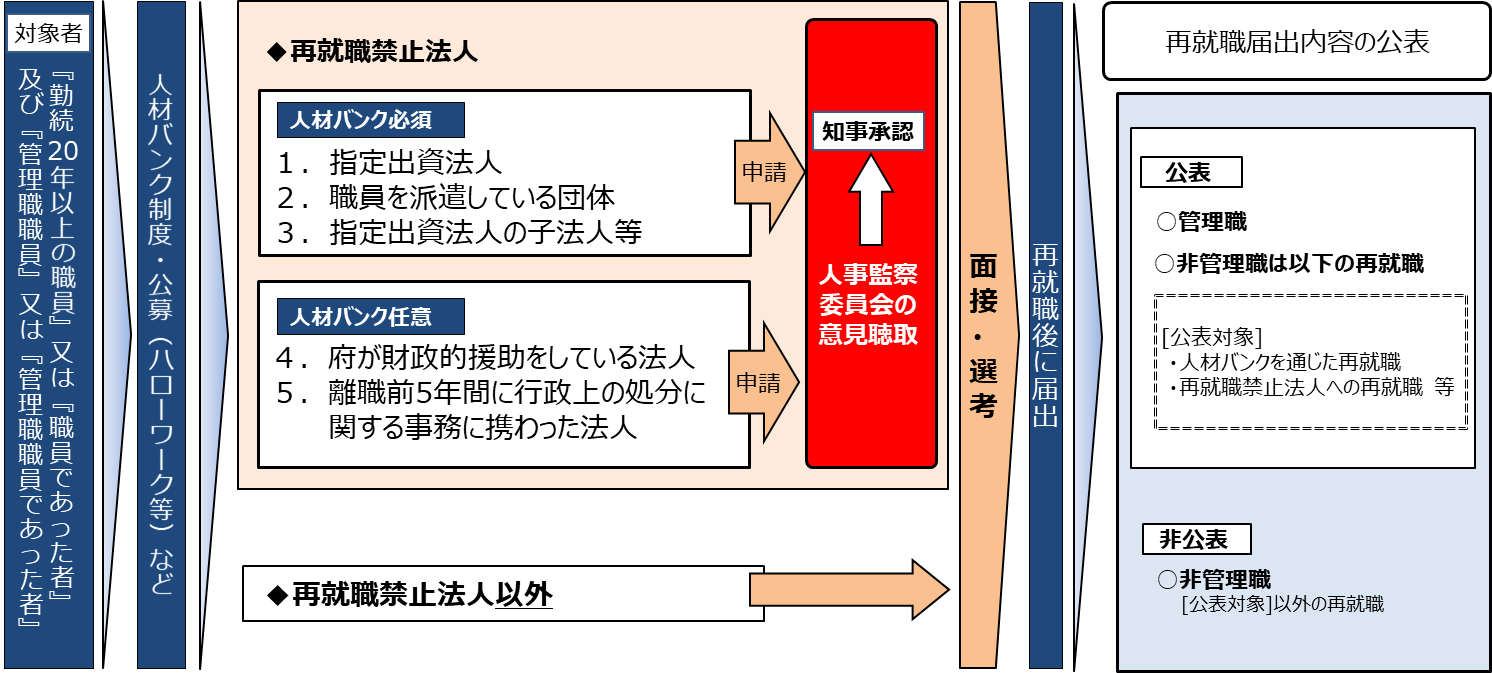 対象者
『勤続20年以上の職員』又は『職員であった者』
及び『管理職職員』又は『管理職職員であった者』
人材バンク制度・公募（ハローワーク等）など
◆再就職禁止法人
人材バンク必須
１．指定出資法人
２．職員を派遣している団体
３．指定出資法人の子法人等
申請
人材バンク任意
４．府が財政的援助をしている法人
５．離職前5年間に行政上の処分に
関する事務に携わった法人
申請
知事承認
人事監察
委員会の
意見聴取
◆再就職禁止法人以外
面接・選考
再就職後に届出
再就職届出内容の公表
公表
○管理職
○非管理職は以下の再就職
[公表対象]
・人材バンクを通じた再就職
・再就職禁止法人への再就職 等
非公表
○非管理職
[公表対象]以外の再就職